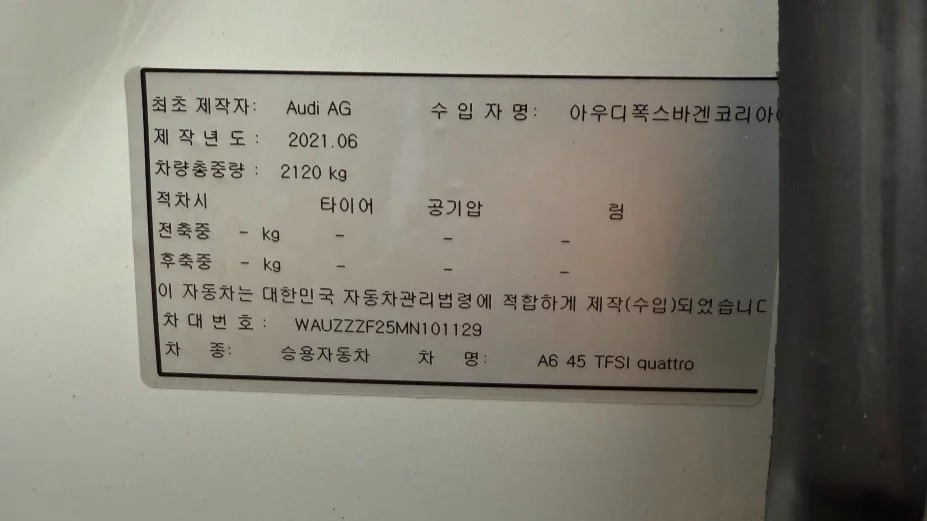 최초 제작자: Audi AG 수 입 자 명: 아우디폭스바겐코리아(
제 작 년 도 : 2021.06
차량총중량 : 2120 kg
적차시 타이어 공기압 림
전축중 - kg - - -
후축중 - kg - - -
이 자동차는 대한민국 자동차관리법령에 적합하게 제작(수입)되었습니다
차 대 번 호 : WAUZZZF25MN101129
차 종: 승용자동차 차 명: A6 45 TFSI quattro